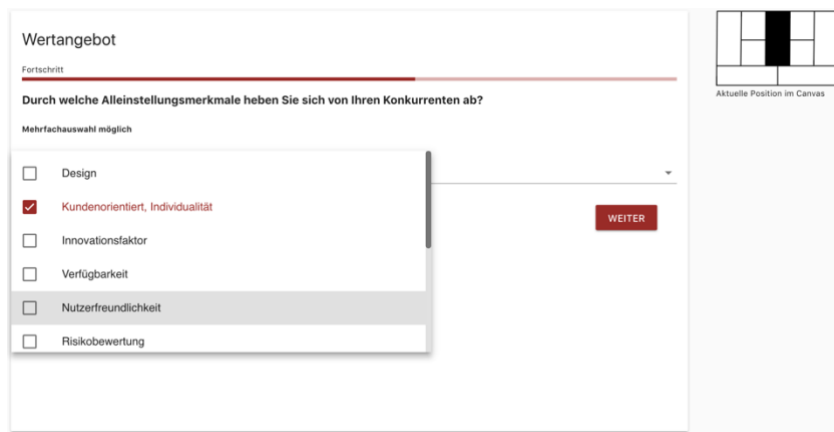 Wertangebot
Fortschritt
Durch welche Alleinstellungsmerkmale heben Sie sich von Ihren Konkurrenten ab?
Mehrfachauswahl möglich
Design
Kundenorientiert, Individualität
Innovationsfaktor
Verfügbarkeit
Nutzerfreundlichkeit
Risikobewertung
WEITER
Aktuelle Position im Canvas